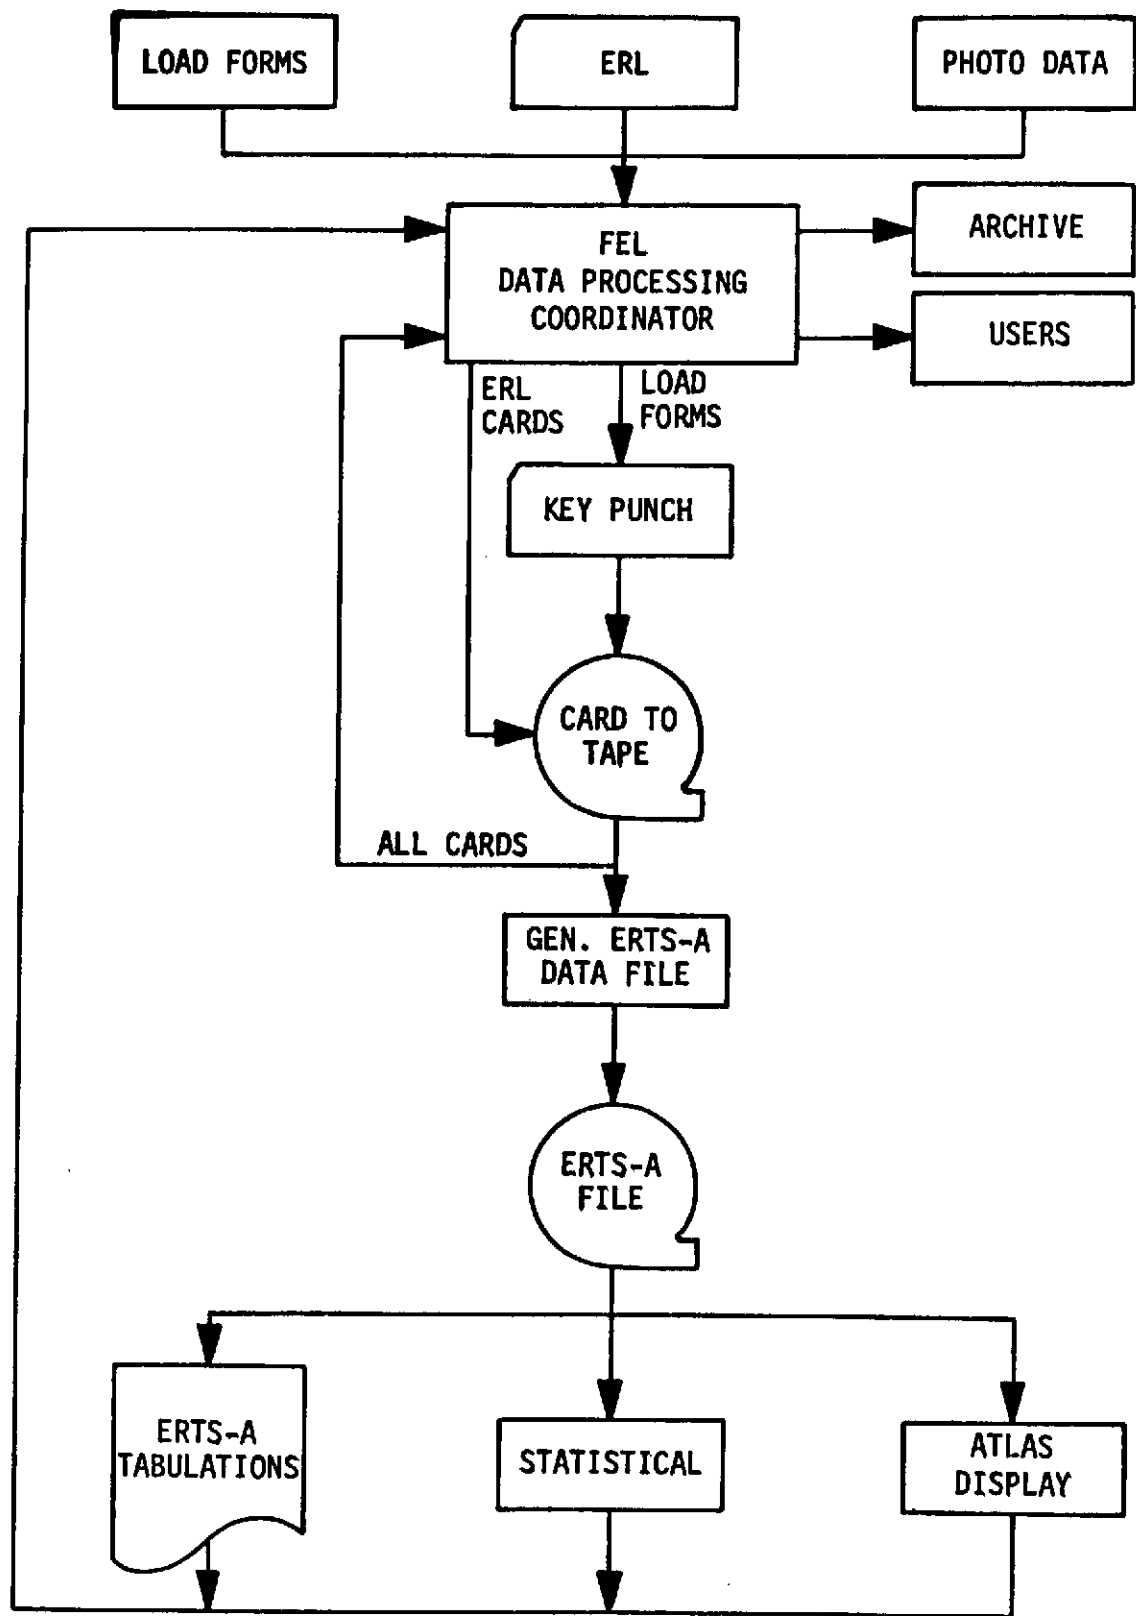 LOAD FORMS
ERL
PHOTO DATA
FEL
DATA PROCESSING
COORDINATOR
ARCHIVE
USERS
ERL
CARDS
LOAD
FORMS
KEY PUNCH
CARD TO
TAPE
ALL CARDS
GEN. ERTS-A
DATA FILE
ERTS-A
FILE
ERTS-A
TABULATIONS
STATISTICAL
ATLAS
DISPLAY